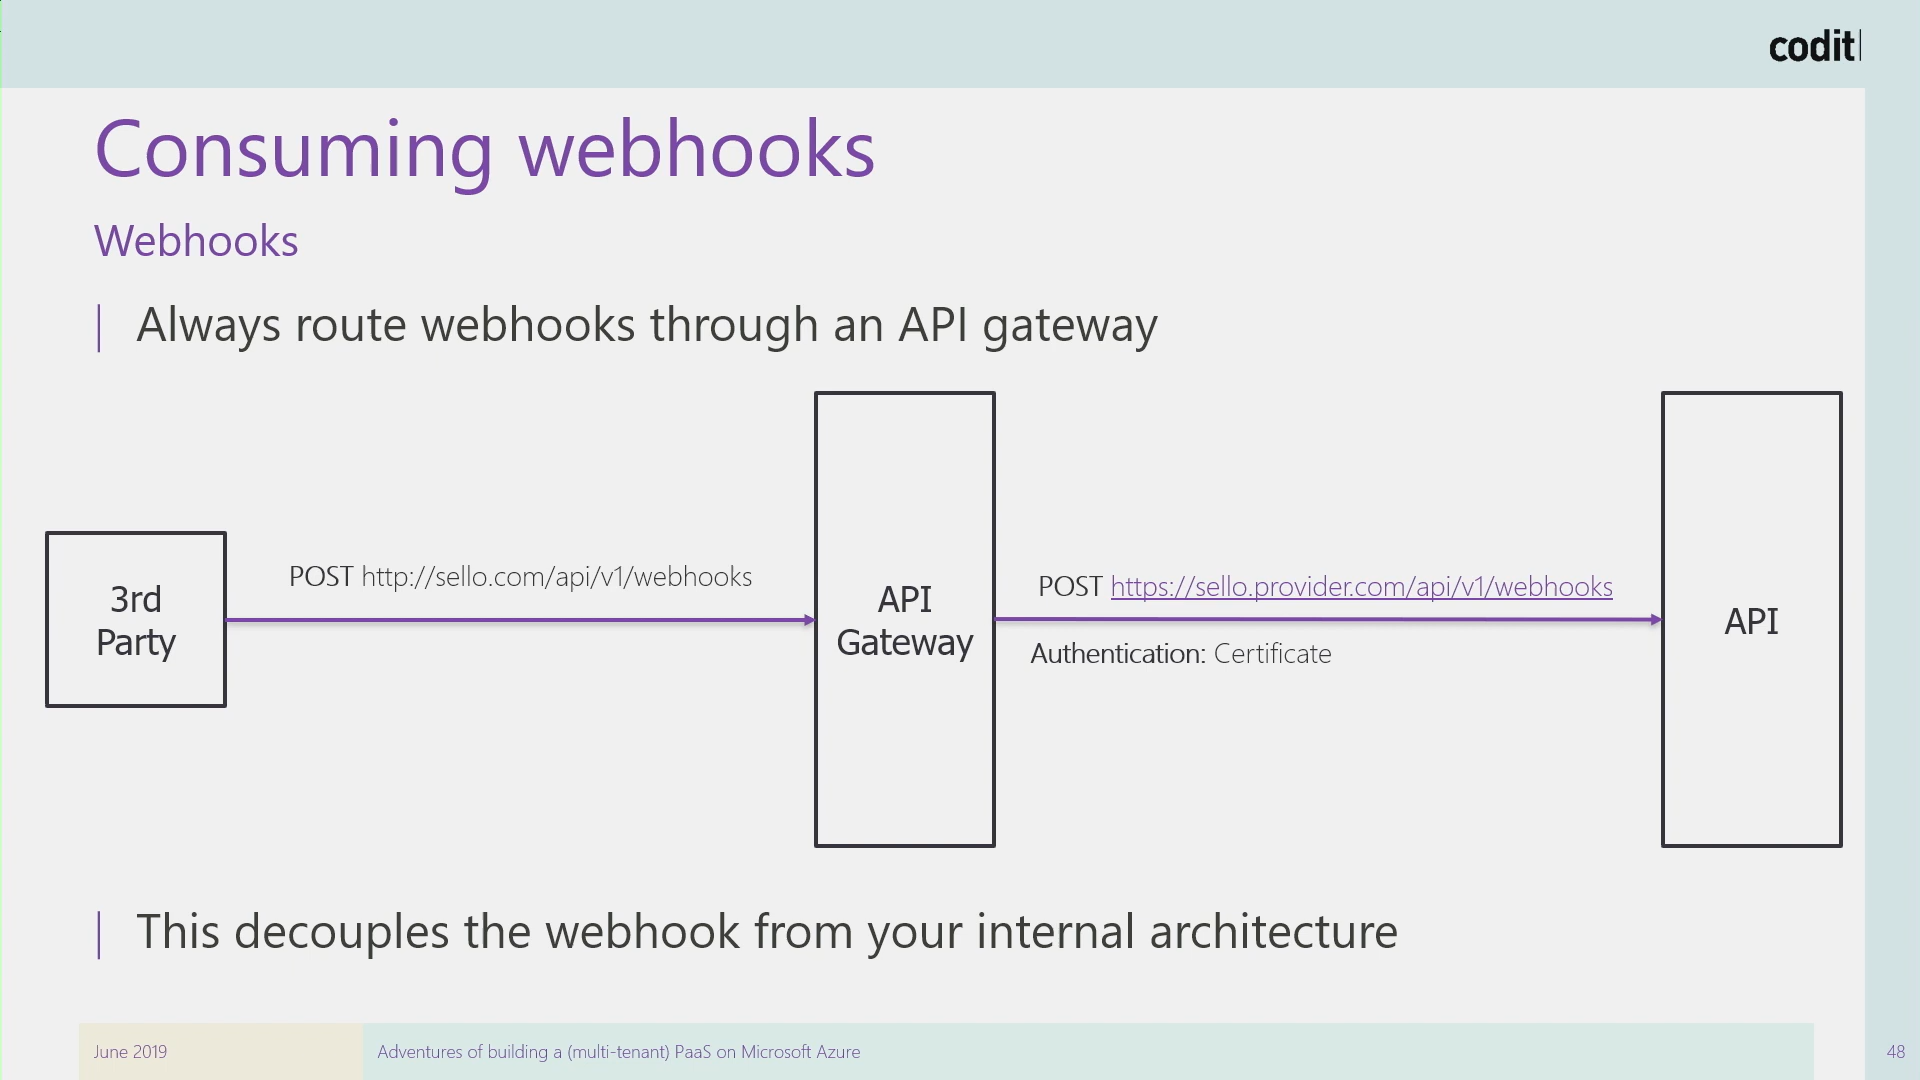 codit
Consuming webhooks
Webhooks
Always route webhooks through an API gateway
3rd
Party
POST http://sello.com/api/v1/webhooks
API
Gateway
POST https://sello.provider.com/api/v1/webhooks
Authentication: Certificate
API
This decouples the webhook from your internal architecture
June 2019
Adventures of building a (multi-tenant) PaaS on Microsoft Azure
48